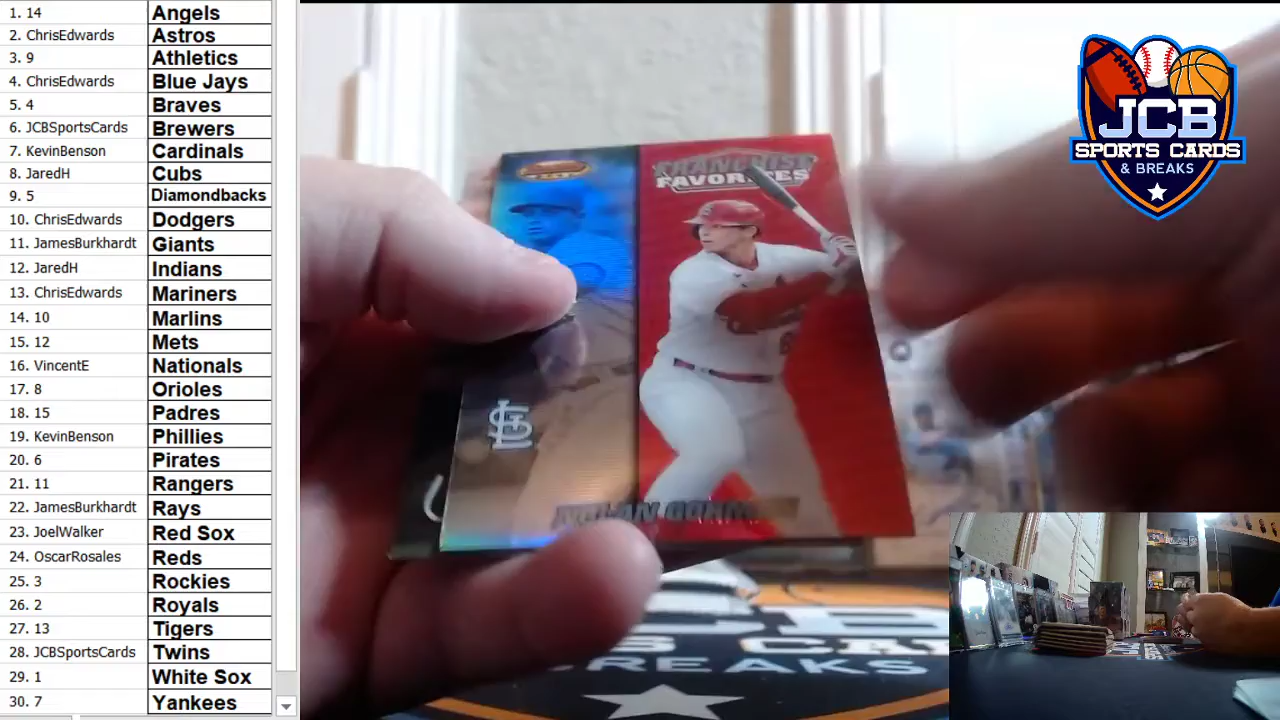 1. 14 Angels
2. ChrisEdwards Astros
3. 9 Athletics
4. ChrisEdwards Blue Jays
5. 4 Braves
6. JCBSportsCards Brewers
7. KevinBenson Cardinals
8. JaredH Cubs
9. 5 Diamondbacks
10. ChrisEdwards Dodgers
11. JamesBurkhardt Giants
12. JaredH Indians
13. ChrisEdwards Mariners
14. 10 Marlins
15. 12 Mets
16. VincentE Nationals
17. 8 Orioles
18. 15 Padres
19. KevinBenson Phillies
20. 6 Pirates
21. 11 Rangers
22. JamesBurkhardt Rays
23. JoelWalker Red Sox
24. OscarRosales Reds
25. 3 Rockies
26. 2 Royals
27. 13 Tigers
28. JCBSportsCards Twins
29. 1 White Sox
30. 7 Yankees
FRANCHISE
FAVORITES
STL
NOLAN
JCB
SPORTS CARDS
& BREAKS
BREAKS